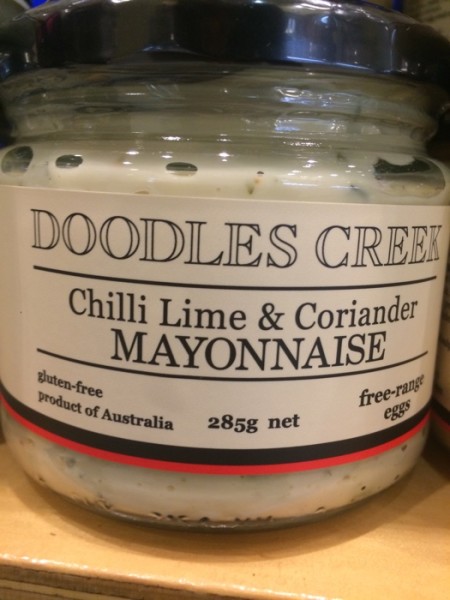 DOODLES CREEK
Chilli Lime & Coriander
MAYONNAISE
gluten-free
product of Australia
285g net
free-range
eggs